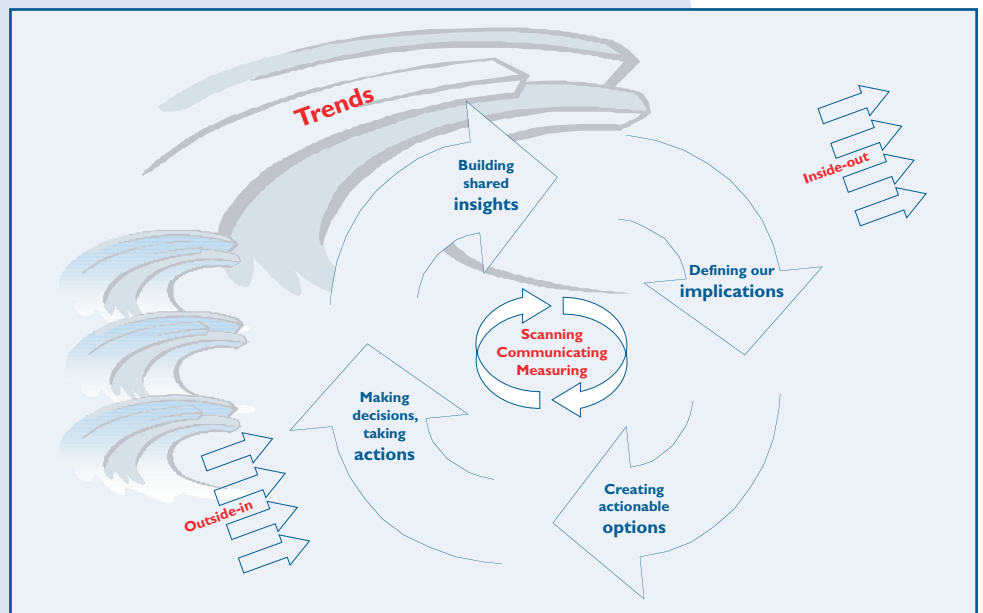 Trends
Inside-out
Building
shared
insights
Defining our
implications
Scanning
Communicating
Measuring
Making
decisions,
taking
actions
Creating
actionable
options
Outside-in